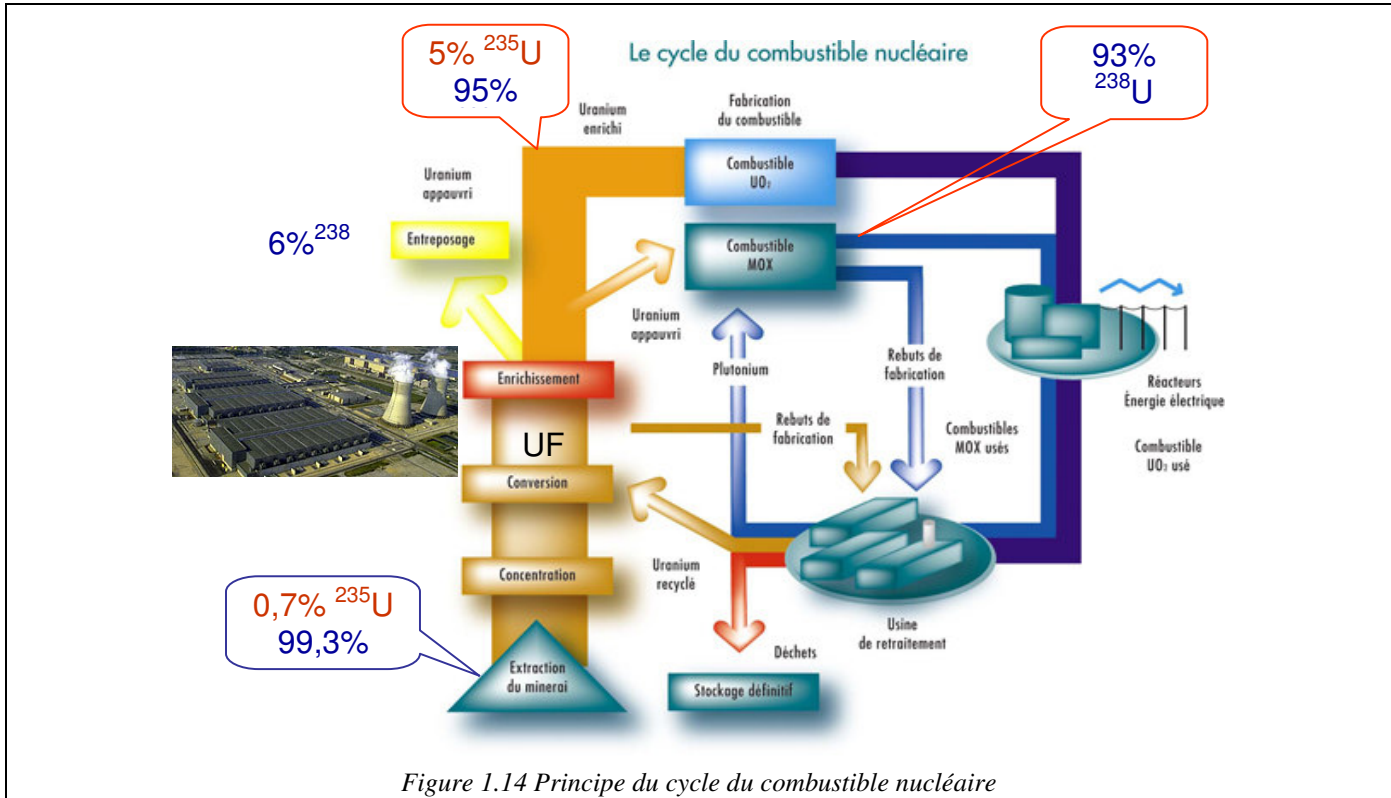 Le cycle du combustible nucléaire
5% ²³⁵U
95%
93%
²³⁸U
Uranium
enrichi
Fabrication
du combustible
Combustible
UO₂
Uranium
appauvri
6%²³⁸
Entreposage
Combustible
MOX
Uranium
appauvri
Enrichissement
Plutonium
Rebuts de
fabrication
Réacteurs
Énergie électrique
Rebuts de
fabrication
Combustibles
MOX usés
Combustible
UO₂ usé
UF
Conversion
Concentration
Uranium
recyclé
0,7% ²³⁵U
99,3%
Usine
de retraitement
Extraction
du minerai
Déchets
Stockage définitif
Figure 1.14 Principe du cycle du combustible nucléaire